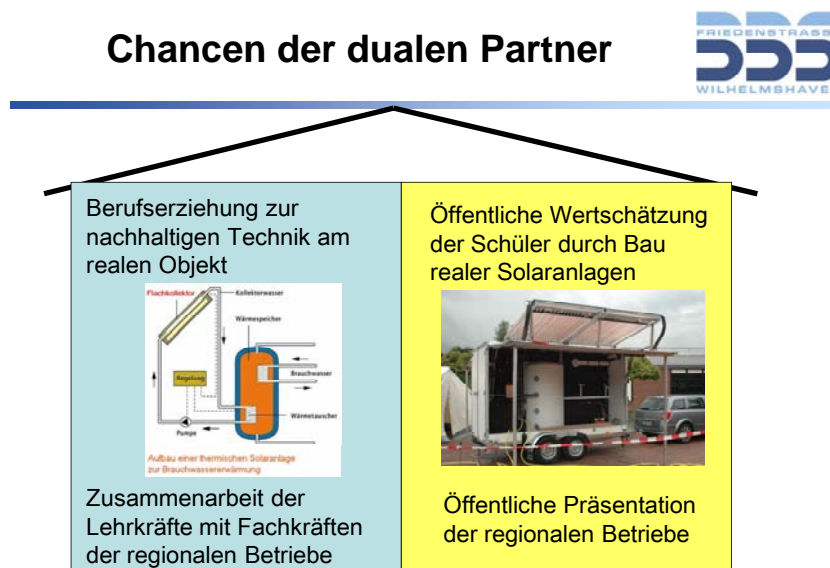 Chancen der dualen Partner
FRIEDENSTRASS
WILHELMSHAVE
Berufserziehung zur
nachhaltigen Technik am
realen Objekt
Flachkollektor
Kollektorwasser
Wärmespeicher
Brauchwasser
Regelung
Wärmetauscher
Pumpe
Aufbau einer thermischen Solaranlage
zur Brauchwassererwärmung
Zusammenarbeit der
Lehrkräfte mit Fachkräften
der regionalen Betriebe
Öffentliche Wertschätzung
der Schüler durch Bau
realer Solaranlagen
Öffentliche Präsentation
der regionalen Betriebe